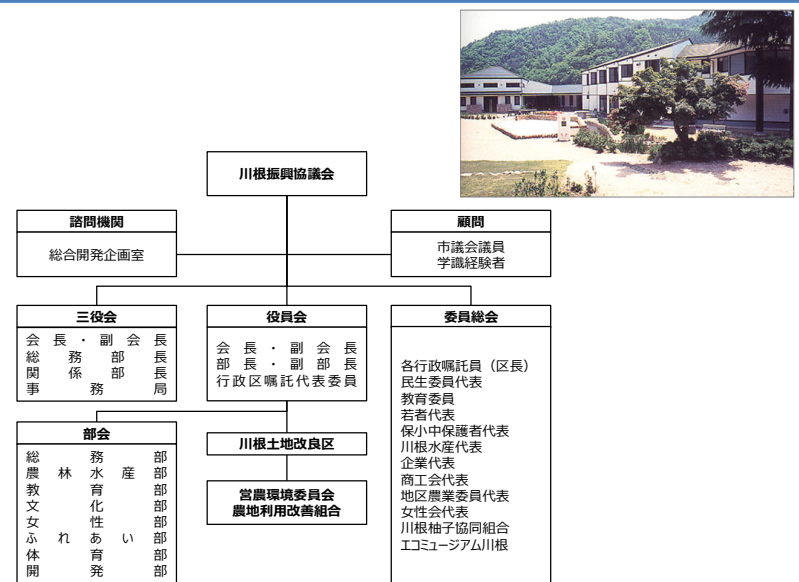 川根振興協議会
諮問機関
総合開発企画室
顧問
市議会議員
学識経験者
三役会
会長・副会長
総務部長
関係部長
事務局
役員会
会長・副会長
部長・副部長
行政区嘱託代表委員
委員総会
各行政嘱託員（区長）
民生委員代表
教育委員
若者代表
保小中保護者代表
川根水産代表
企業代表
商工会代表
地区農業委代表
女性会代表
川根柚子協同組合
エコミュージアム川根
部会
総務部
農林水産部
教育部
文化部
女性部
ふれあい部
体育部
開発部
川根土地改良区
営農環境委員会
農地利用改善組合